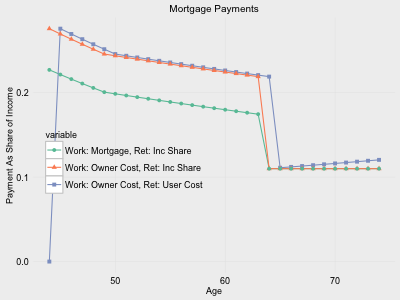 Mortgage Payments
Payment As Share of Income
0.2
0.1
0.0
variable
Work: Mortgage, Ret: Inc Share
Work: Owner Cost, Ret: Inc Share
Work: Owner Cost, Ret: User Cost
50
60
70
Age